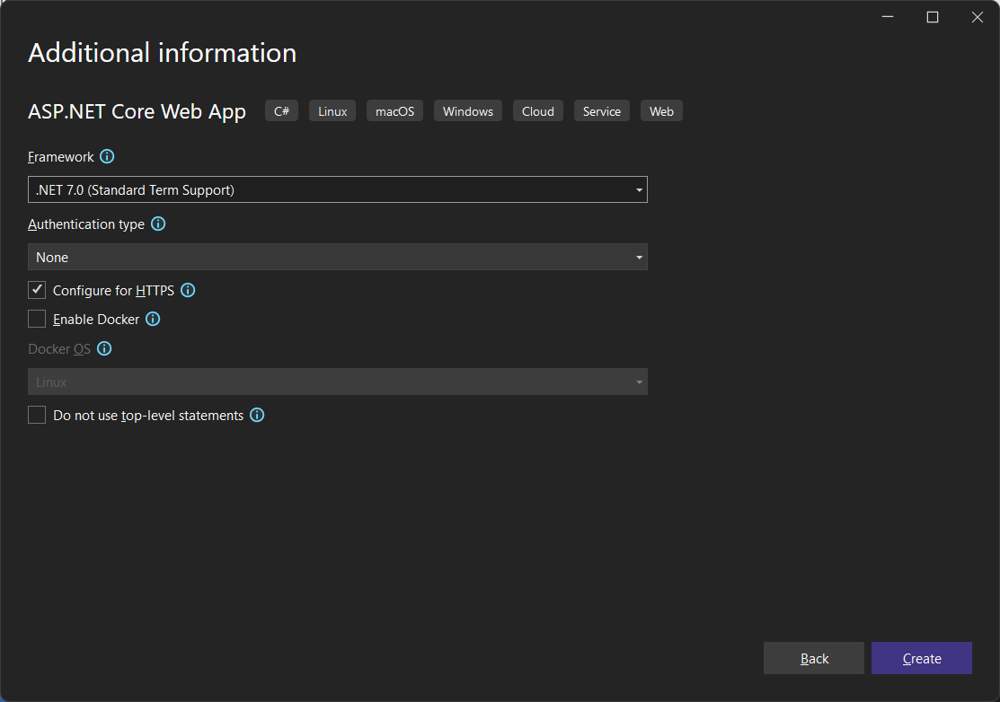 Additional information
ASP.NET Core Web App C# Linux macOS Windows Cloud Service Web
Framework
.NET 7.0 (Standard Term Support)
Authentication type
None
Configure for HTTPS
Enable Docker
Docker OS
Linux
Do not use top-level statements
Back Create